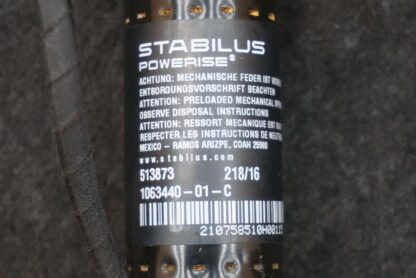 STABILUS
POWERISE®
ACHTUNG: MECHANISCHE FEDER IST
ENTSORGUNGSVORSCHRIFT BEACHTEN
ATTENTION: PRELOADED MECHANICAL
OBSERVE DISPOSAL INSTRUCTIONS
ATTENTION: RESSORT MECANIQUE EST
RESPECTER LES INSTRUCTIONS DE
MEXICO - RAMOS ARIZPE, COAH 25900
www.stabilus.com
513873 218/16
1063440-01-C